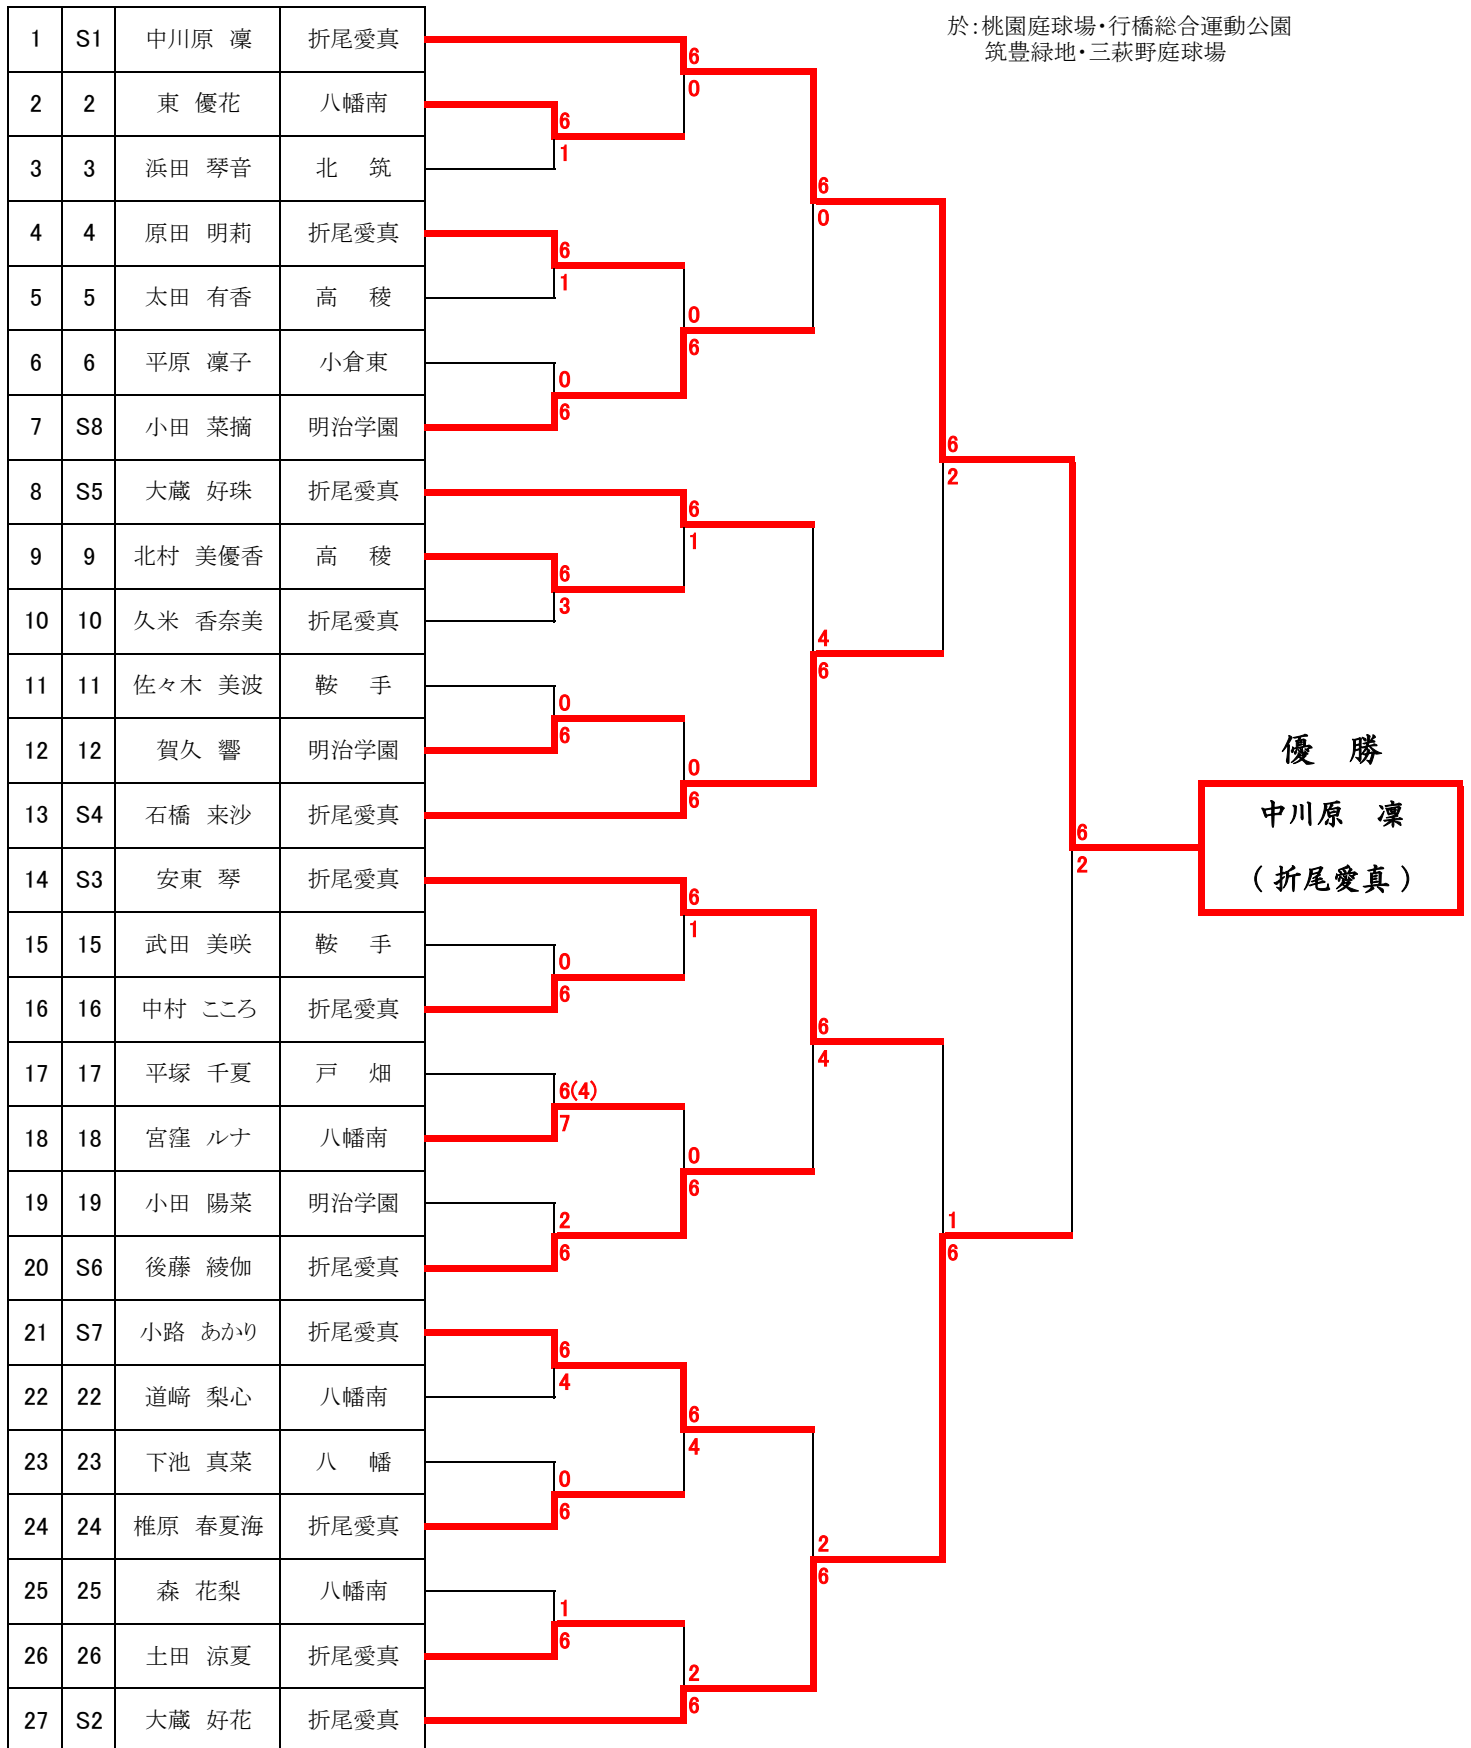 於:桃園庭球場・行橋総合運動公園
筑豊緑地・三萩野庭球場
1 S1 中川原 凜 折尾愛真
2 2 東 優花 八幡南
3 3 浜田 琴音 北 筑
4 4 原田 明莉 折尾愛真
5 5 太田 有香 高 稜
6 6 平原 凜子 小倉東
7 S8 小田 菜摘 明治学園
8 S5 大蔵 好珠 折尾愛真
9 9 北村 美優香 高 稜
10 10 久米 香奈美 折尾愛真
11 11 佐々木 美波 鞍 手
12 12 賀久 響 明治学園
13 S4 石橋 来沙 折尾愛真
14 S3 安東 琴 折尾愛真
15 15 武田 美咲 鞍 手
16 16 中村 こころ 折尾愛真
17 17 平塚 千夏 戸 畑
18 18 宮窪 ルナ 八幡南
19 19 小田 陽菜 明治学園
20 S6 後藤 綾伽 折尾愛真
21 S7 小路 あかり 折尾愛真
22 22 道﨑 梨心 八幡南
23 23 下池 真菜 八 幡
24 24 椎原 春夏海 折尾愛真
25 25 森 花梨 八幡南
26 26 土田 涼夏 折尾愛真
27 S2 大蔵 好花 折尾愛真
6
1
6
1
0
6
6
3
0
6
0
6
6(4)
7
2
6
6
4
0
6
1
6
6
0
0
6
6
1
0
6
6
1
0
6
6
4
2
6
6
0
4
6
6
4
2
6
6
2
1
6
6
2
優 勝
中川原 凜
(折尾愛真)